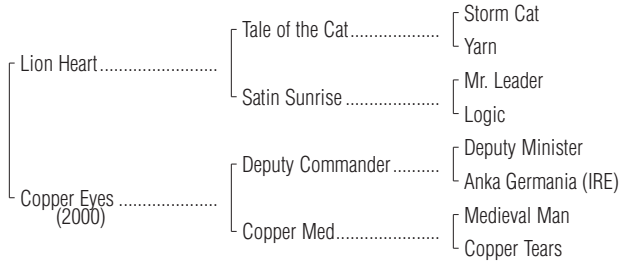 Storm Cat
Tale of the Cat....................
Yarn
Lion Heart..........................
Mr. Leader
Satin Sunrise .....................
Logic
Deputy Minister
Deputy Commander..........
Anka Germania (IRE)
Copper Eyes .....................
(2000)
Medieval Man
Copper Med.......................
Copper Tears